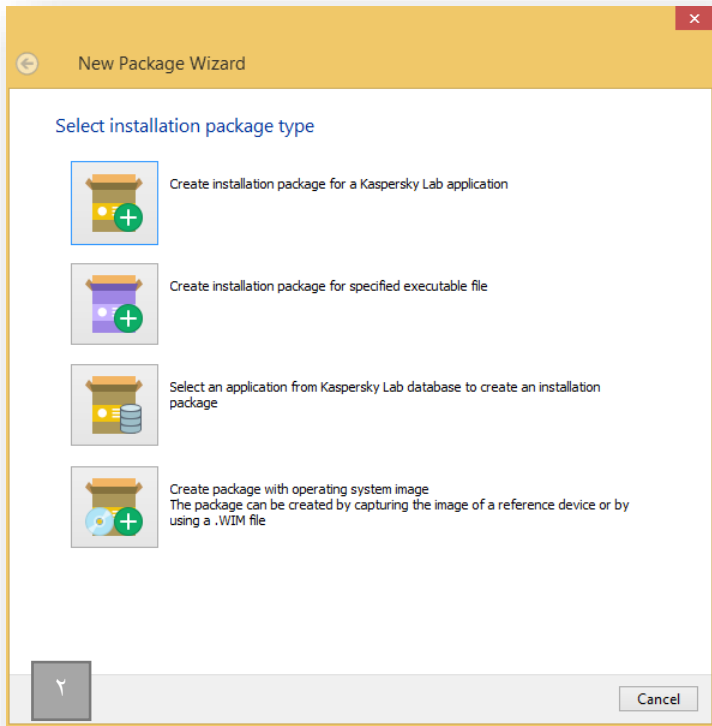 New Package Wizard
Select installation package type
Create installation package for a Kaspersky Lab application
Create installation package for specified executable file
Select an application from Kaspersky Lab database to create an installation
package
Create package with operating system image
The package can be created by capturing the image of a reference device or by
using a .WIM file
۲
Cancel